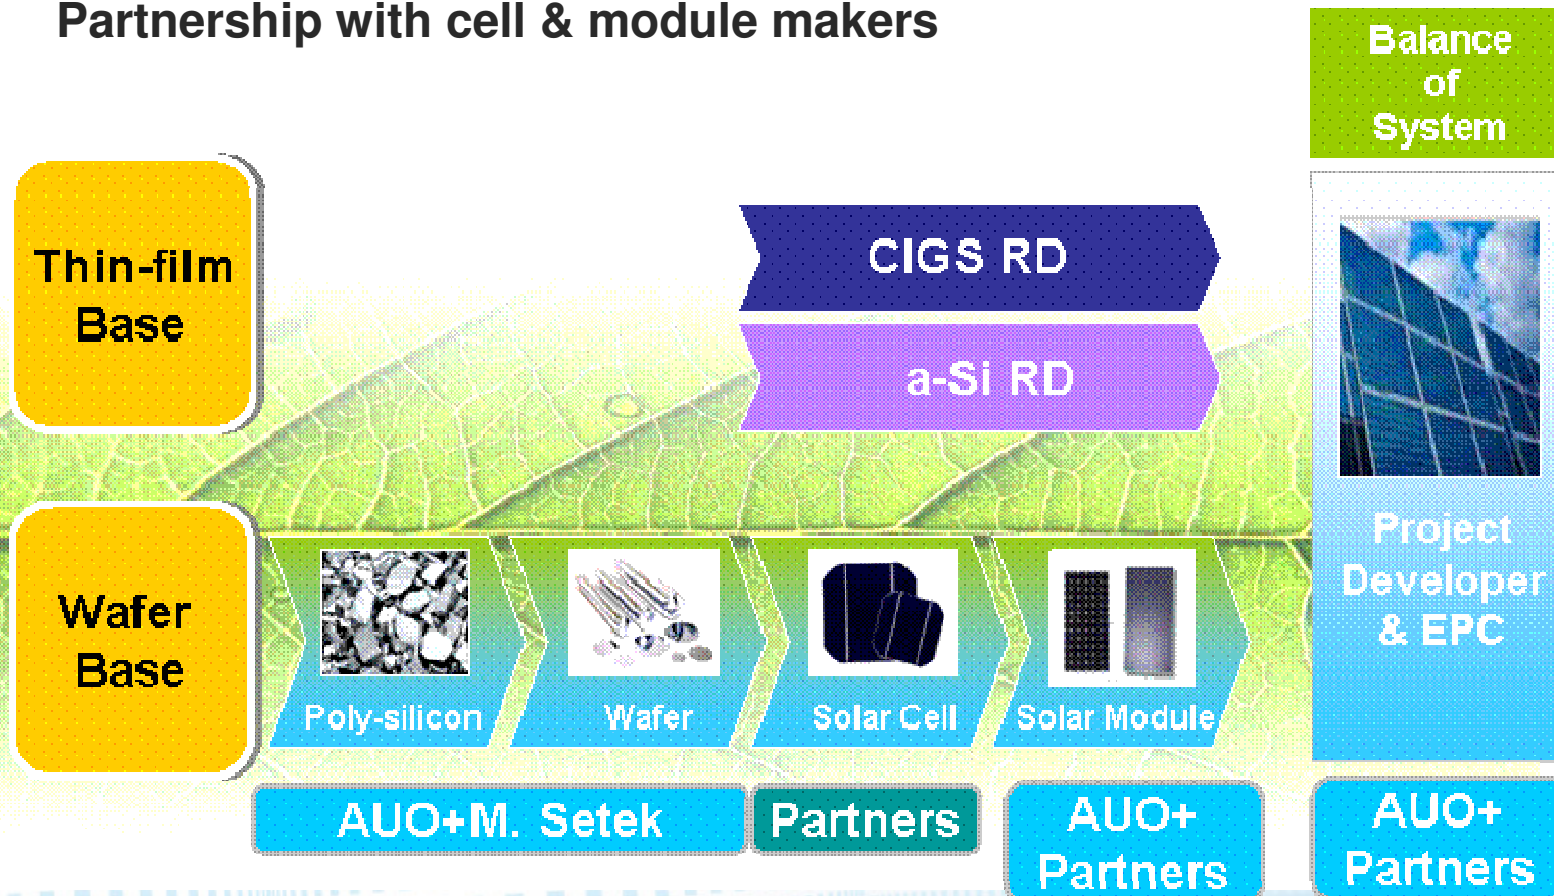 Partnership with cell & module makers
Balance
of
System
Thin-film
Base
CIGS RD
a-Si RD
Project
Developer
& EPC
Wafer
Base
Poly-silicon
Wafer
Solar Cell
Solar Module
AUO+M. Setek
Partners
AUO+
Partners
AUO+
Partners